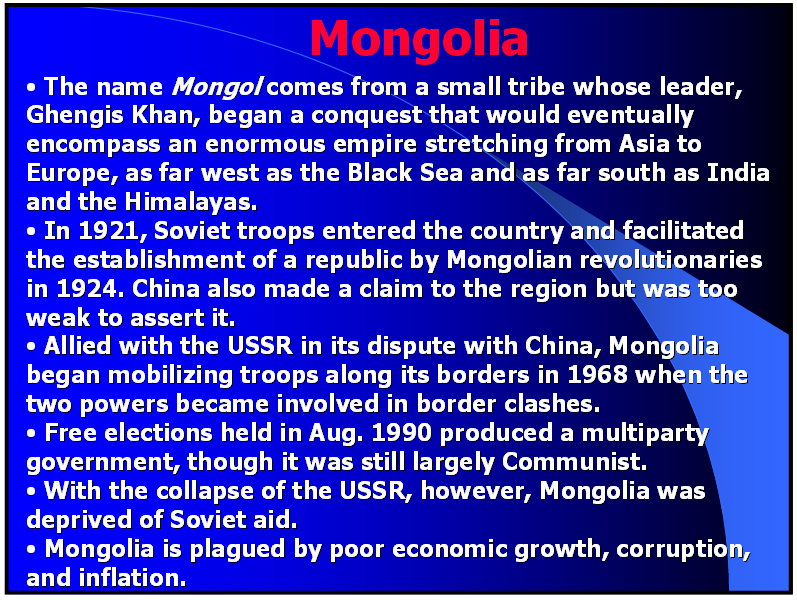 Mongolia
• The name Mongol comes from a small tribe whose leader,
Ghengis Khan, began a conquest that would eventually
encompass an enormous empire stretching from Asia to
Europe, as far west as the Black Sea and as far south as India
and the Himalayas.
• In 1921, Soviet troops entered the country and facilitated
the establishment of a republic by Mongolian revolutionaries
in 1924. China also made a claim to the region but was too
weak to assert it.
• Allied with the USSR in its dispute with China, Mongolia
began mobilizing troops along its borders in 1968 when the
two powers became involved in border clashes.
• Free elections held in Aug. 1990 produced a multiparty
government, though it was still largely Communist.
• With the collapse of the USSR, however, Mongolia was
deprived of Soviet aid.
• Mongolia is plagued by poor economic growth, corruption,
and inflation.